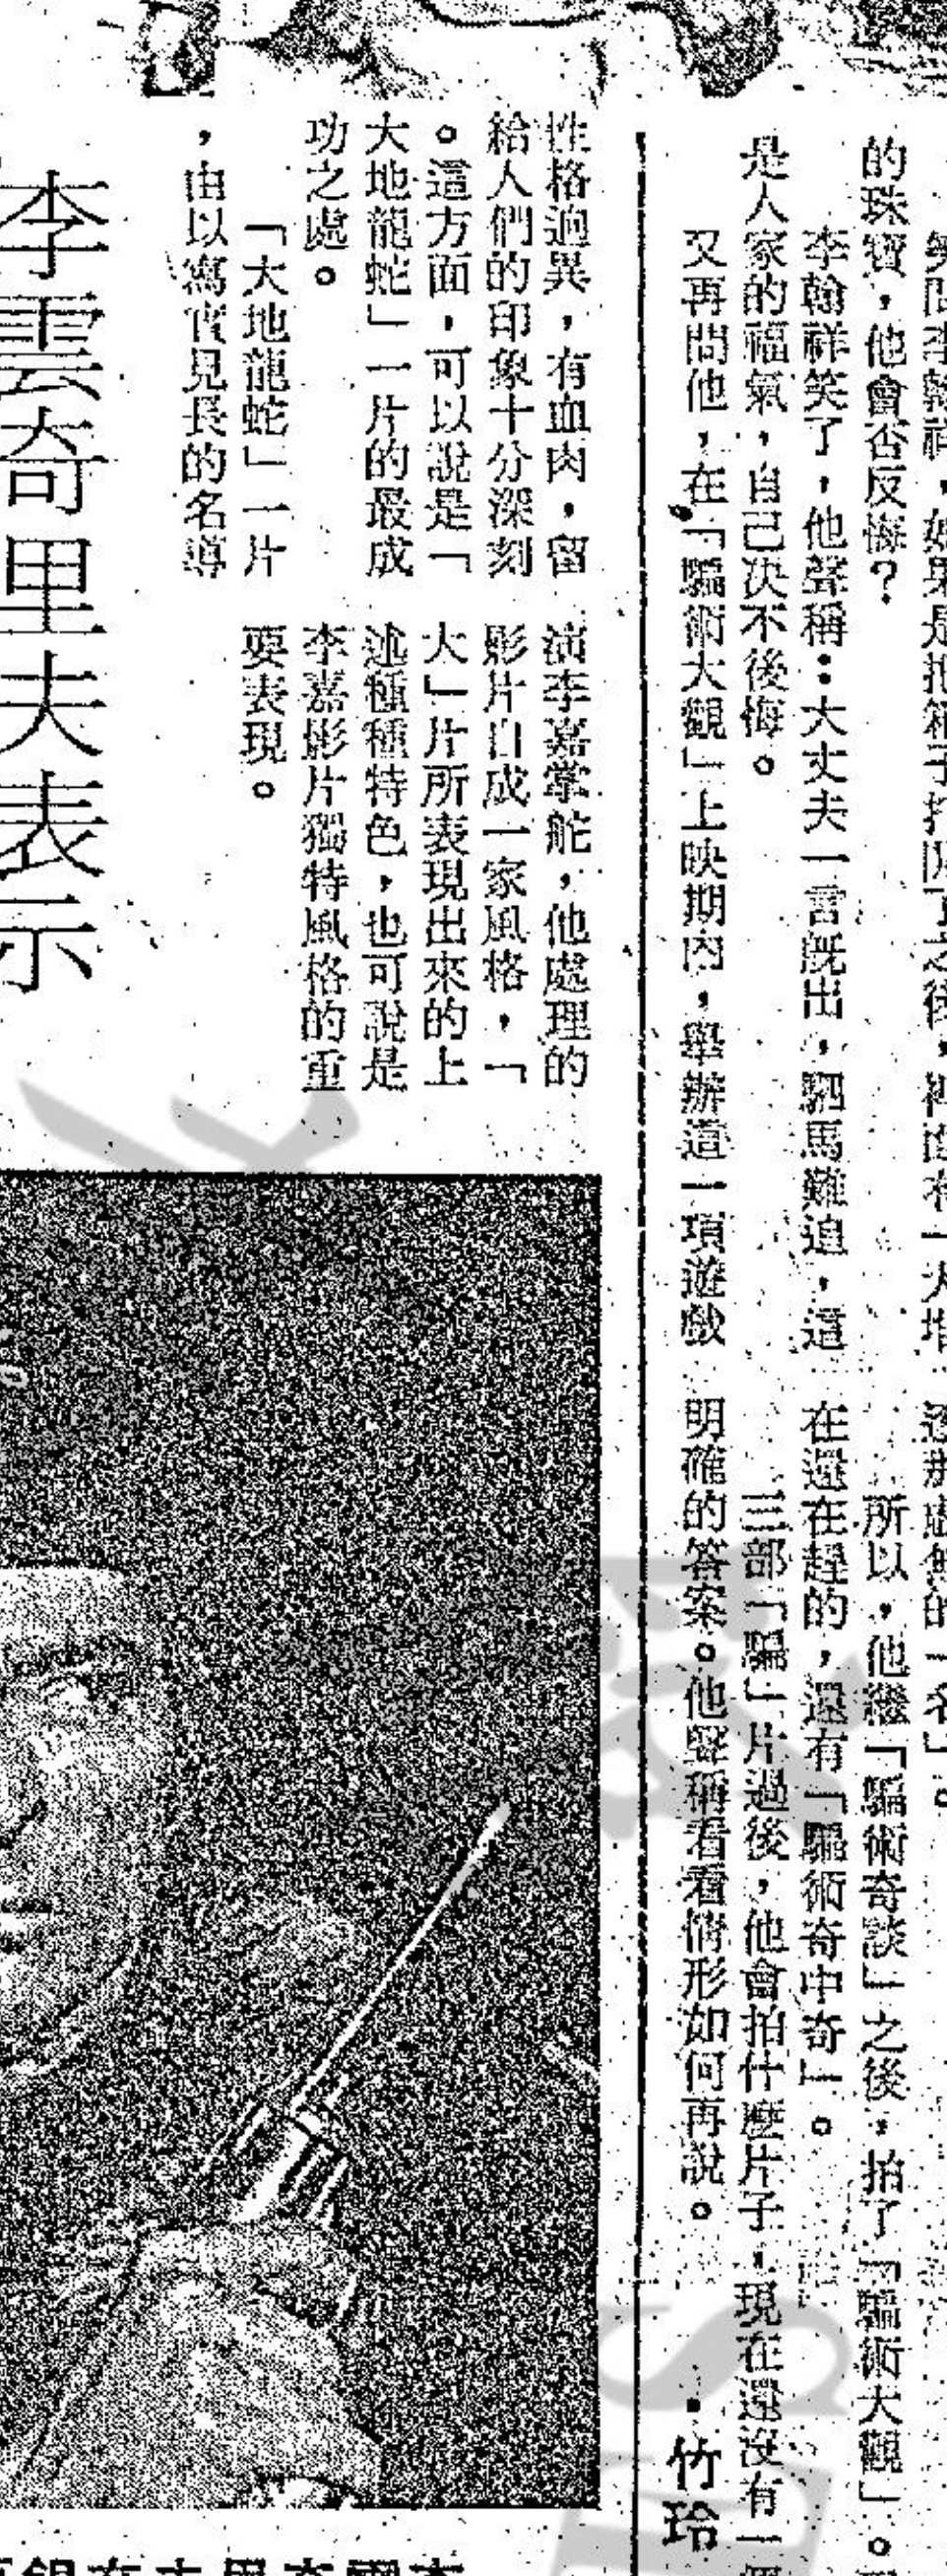 的珠寶，他會否反悔？
李翰祥笑了，他聲稱：大丈夫一言既出，駟馬難追，這
是人家的福氣，自己決不後悔。
又再問他，在「騙術大觀」上映期內，舉辦這一項遊戲
所以，他繼「騙術奇談」之後，拍了「騙術大觀」。
在還在趕的，還有「騙術奇中奇」。
三部「騙」片過後，他會拍什麼片子，現在還沒有一個
明確的答案。他聲稱看看情形如何再說。
・竹玲
性格迥異，有血肉，留
給人們的印象十分深刻
。這方面，可以說是「
大地龍蛇」一片的最成
功之處。
「大地龍蛇」一片
，由以寫實見長的名導
演李嘉掌舵，他處理的
影片自成一家風格，「
大」片所表現出來的上
述種種特色，也可說是
李嘉影片獨特風格的重
要表現。
李雲奇里夫表示